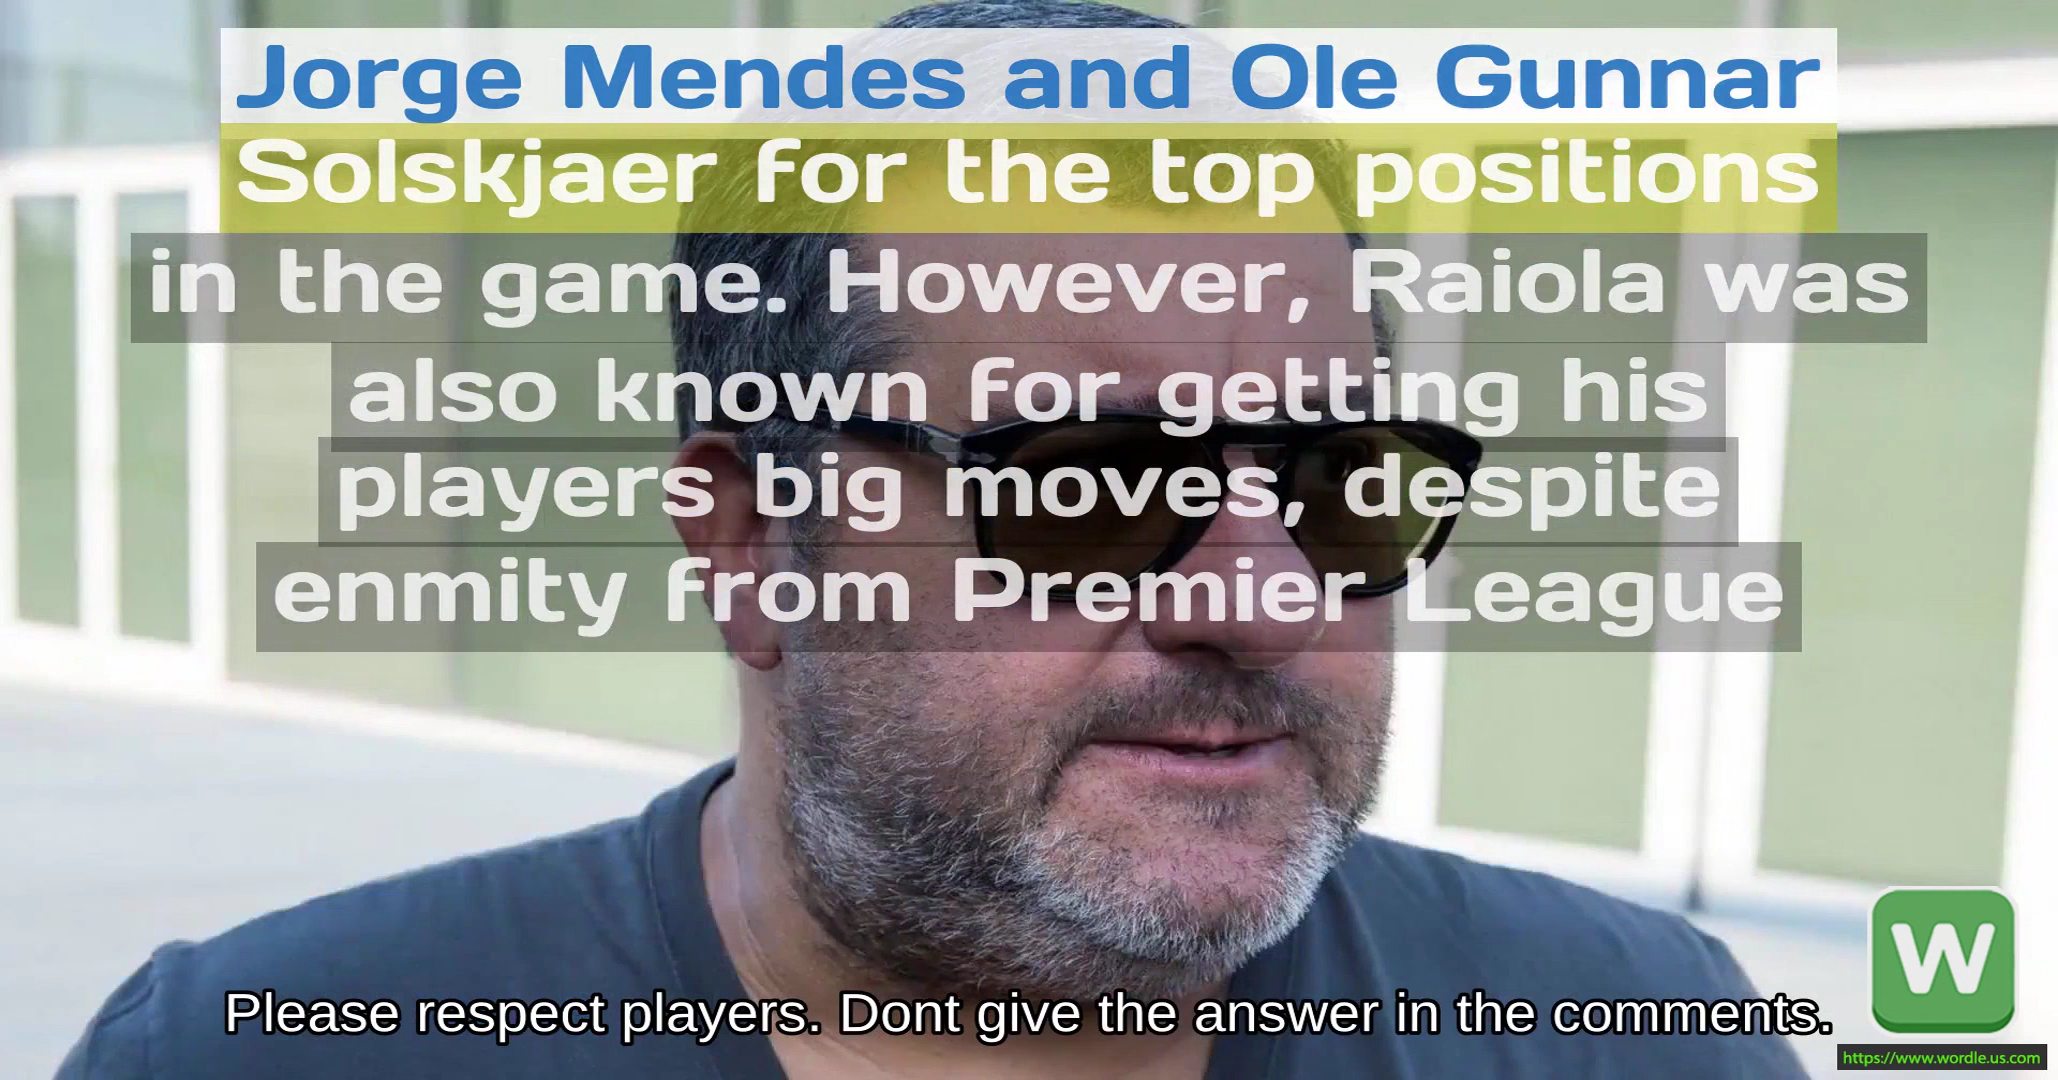 Jorge Mendes and Ole Gunnar
Solskjaer for the top positions
in the game. However, Raiola was
also known for getting his
players big moves, despite
enmity from Premier League
Please respect players. Dont give the answer in the comments.
W
https://www.wordle.us.com